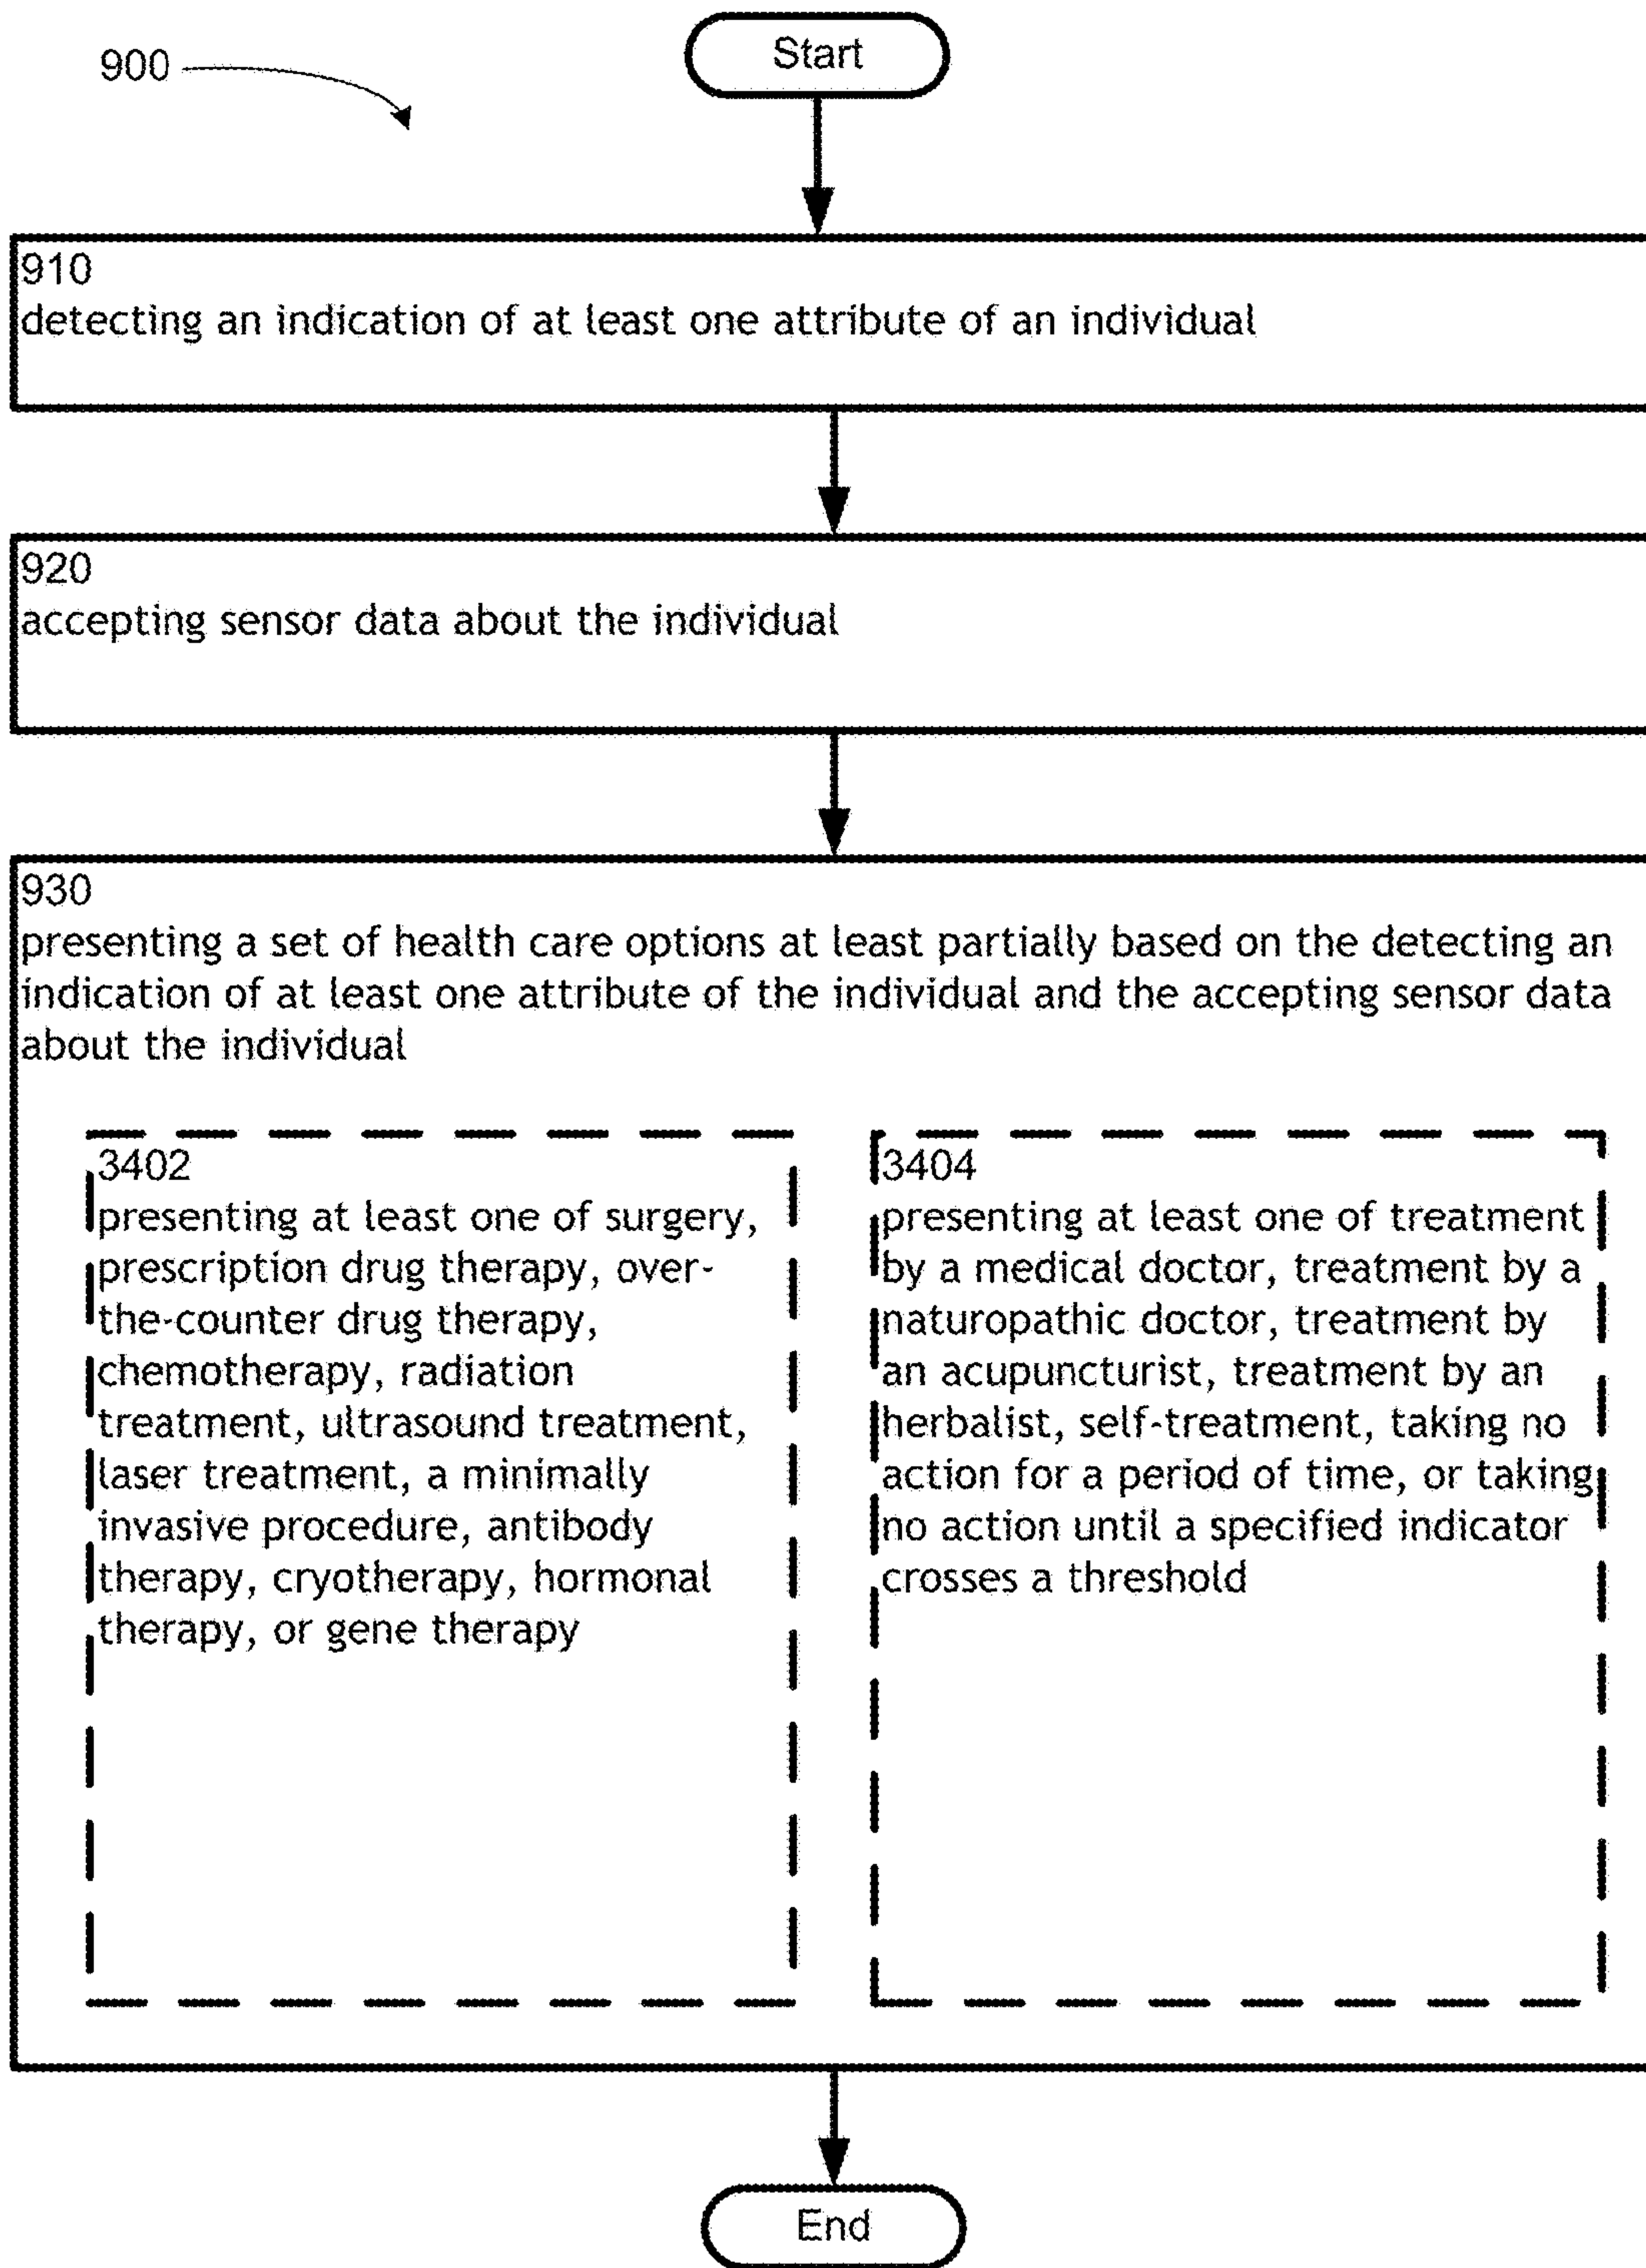 900
Start
910
detecting an indication of at least one attribute of an individual
920
accepting sensor data about the individual
930
presenting a set of health care options at least partially based on the detecting an
indication of at least one attribute of the individual and the accepting sensor data
about the individual
3402
presenting at least one of surgery,
prescription drug therapy, over-
the-counter drug therapy,
chemotherapy, radiation
treatment, ultrasound treatment,
laser treatment, a minimally
invasive procedure, antibody
therapy, cryotherapy, hormonal
therapy, or gene therapy
3404
presenting at least one of treatment
by a medical doctor, treatment by a
naturopathic doctor, treatment by
an acupuncturist, treatment by an
herbalist, self-treatment, taking no
action for a period of time, or taking
no action until a specified indicator
crosses a threshold
End